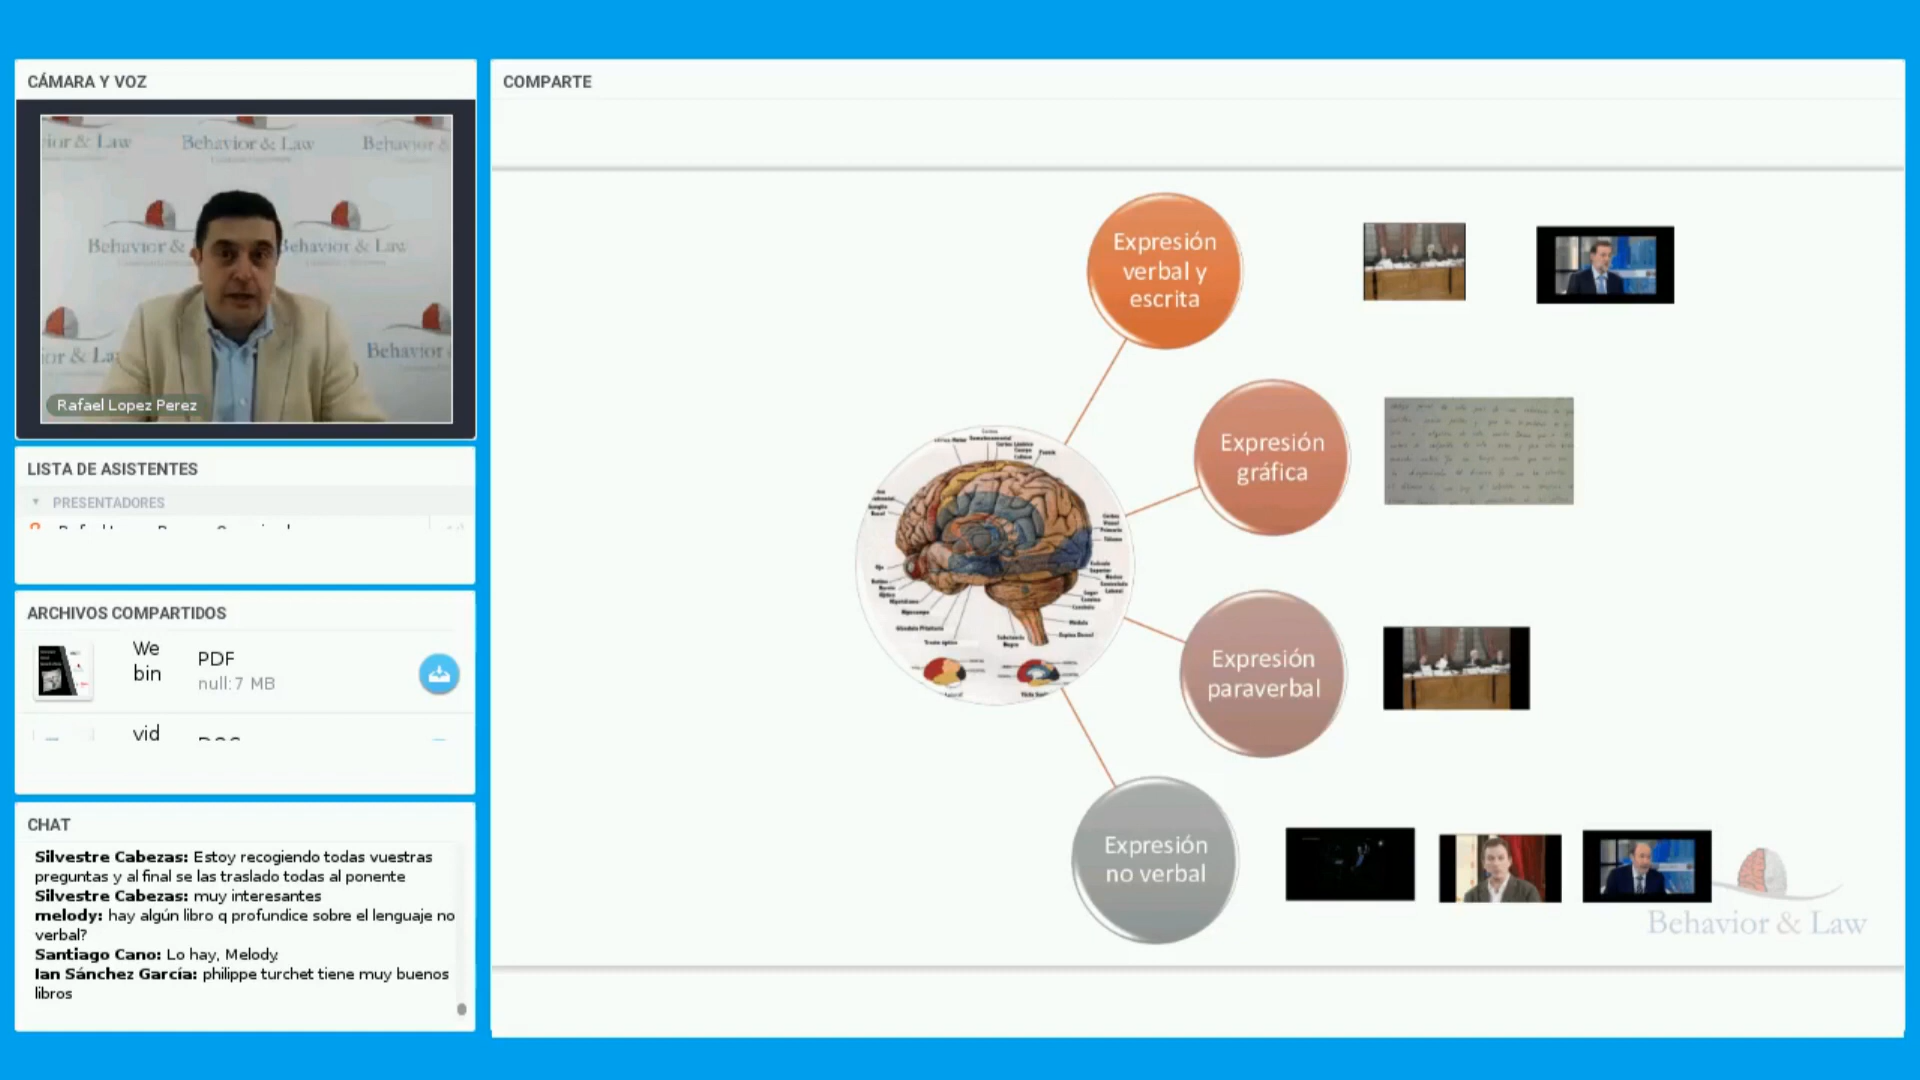 CÁMARA Y VOZ
Behavior & Law
Behavior & Law
Rafael Lopez Perez
LISTA DE ASISTENTES
PRESENTADORES
ARCHIVOS COMPARTIDOS
We
bin
PDF
null:7 MB
vid
CHAT
Silvestre Cabezas: Estoy recogiendo todas vuestras
preguntas y al final se las traslado todas al ponente
Silvestre Cabezas: muy interesantes
melody: hay algún libro q profundice sobre el lenguaje no
verbal?
Santiago Cano: Lo hay, Melody.
Ian Sánchez García: philippe turchet tiene muy buenos
libros
COMPARTE
Expresión
verbal y
escrita
Expresión
gráfica
Expresión
paraverbal
Expresión
no verbal
Behavior & Law